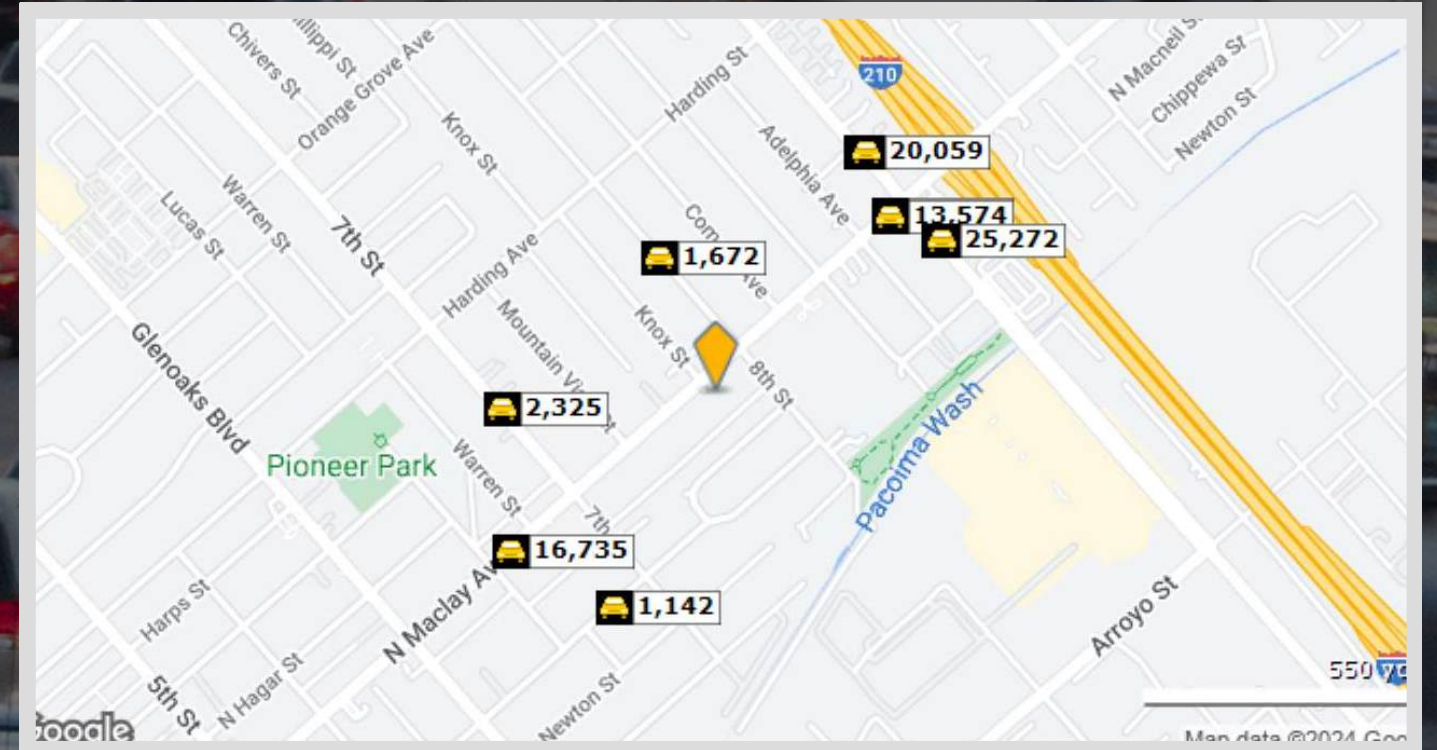 Chivers St
Orange Grove Ave
Harding St
210
N Macneil St
Chippewa St
Newton St
Knox St
Adelphia Ave
20,059
Lucas St
Warren St
7th St
13,574
25,272
1,672
Harding Ave
Knox St
Mountain
8th St
Glenoaks Blvd
2,325
Pioneer Park
Warren St
Pacoima Wash
7th
16,735
1,142
Harps St
N Maclay Av
Arroyo St
5th St
N Hagar St
Newton St
550
Google
Map data ©2024 Goo